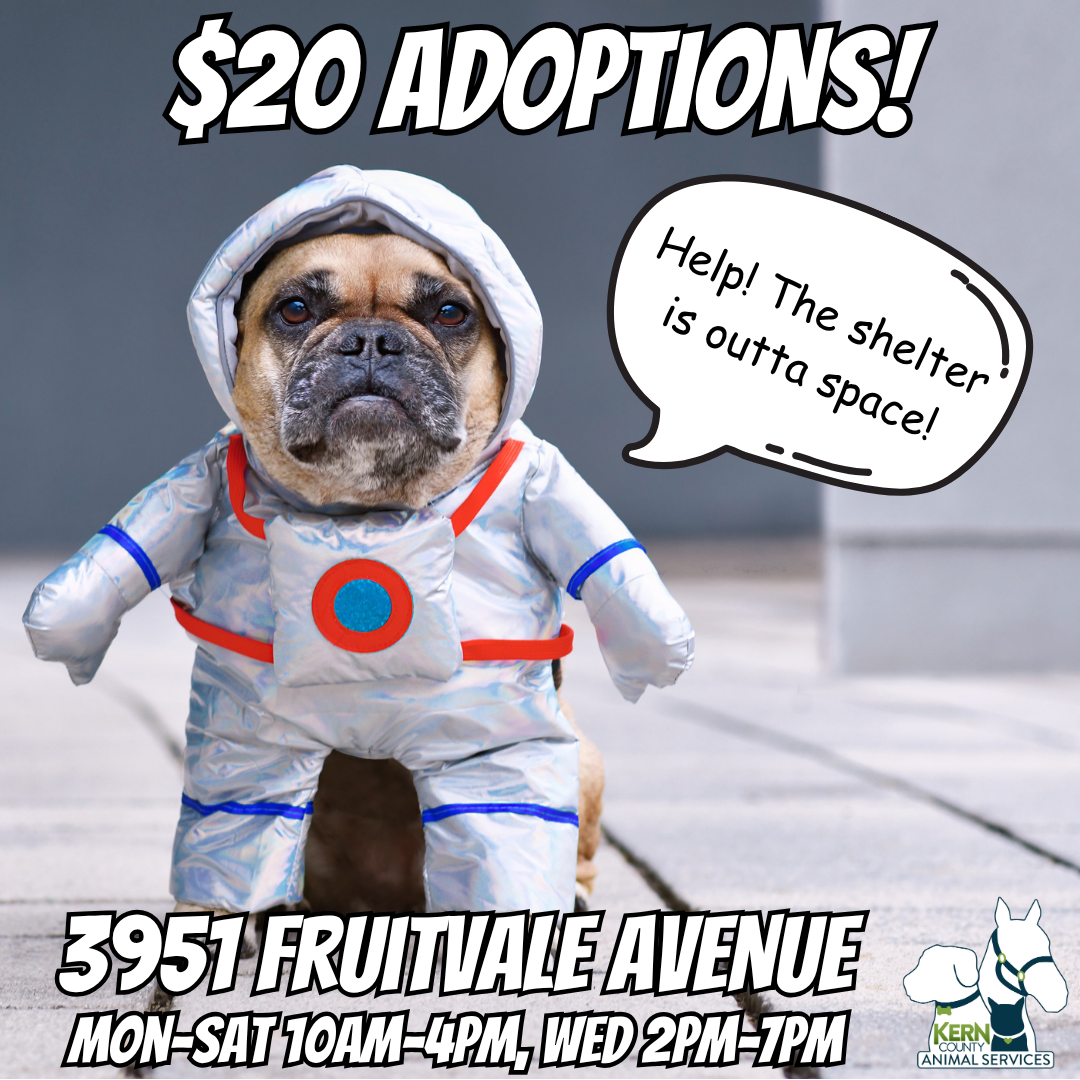 $20 ADOPTIONS!
Help! The shelter
is outta space!
3951 FRUITVALE AVENUE
MON-SAT 10AM-4PM, WED 2PM-7PM
KERN
COUNTY
ANIMAL SERVICES